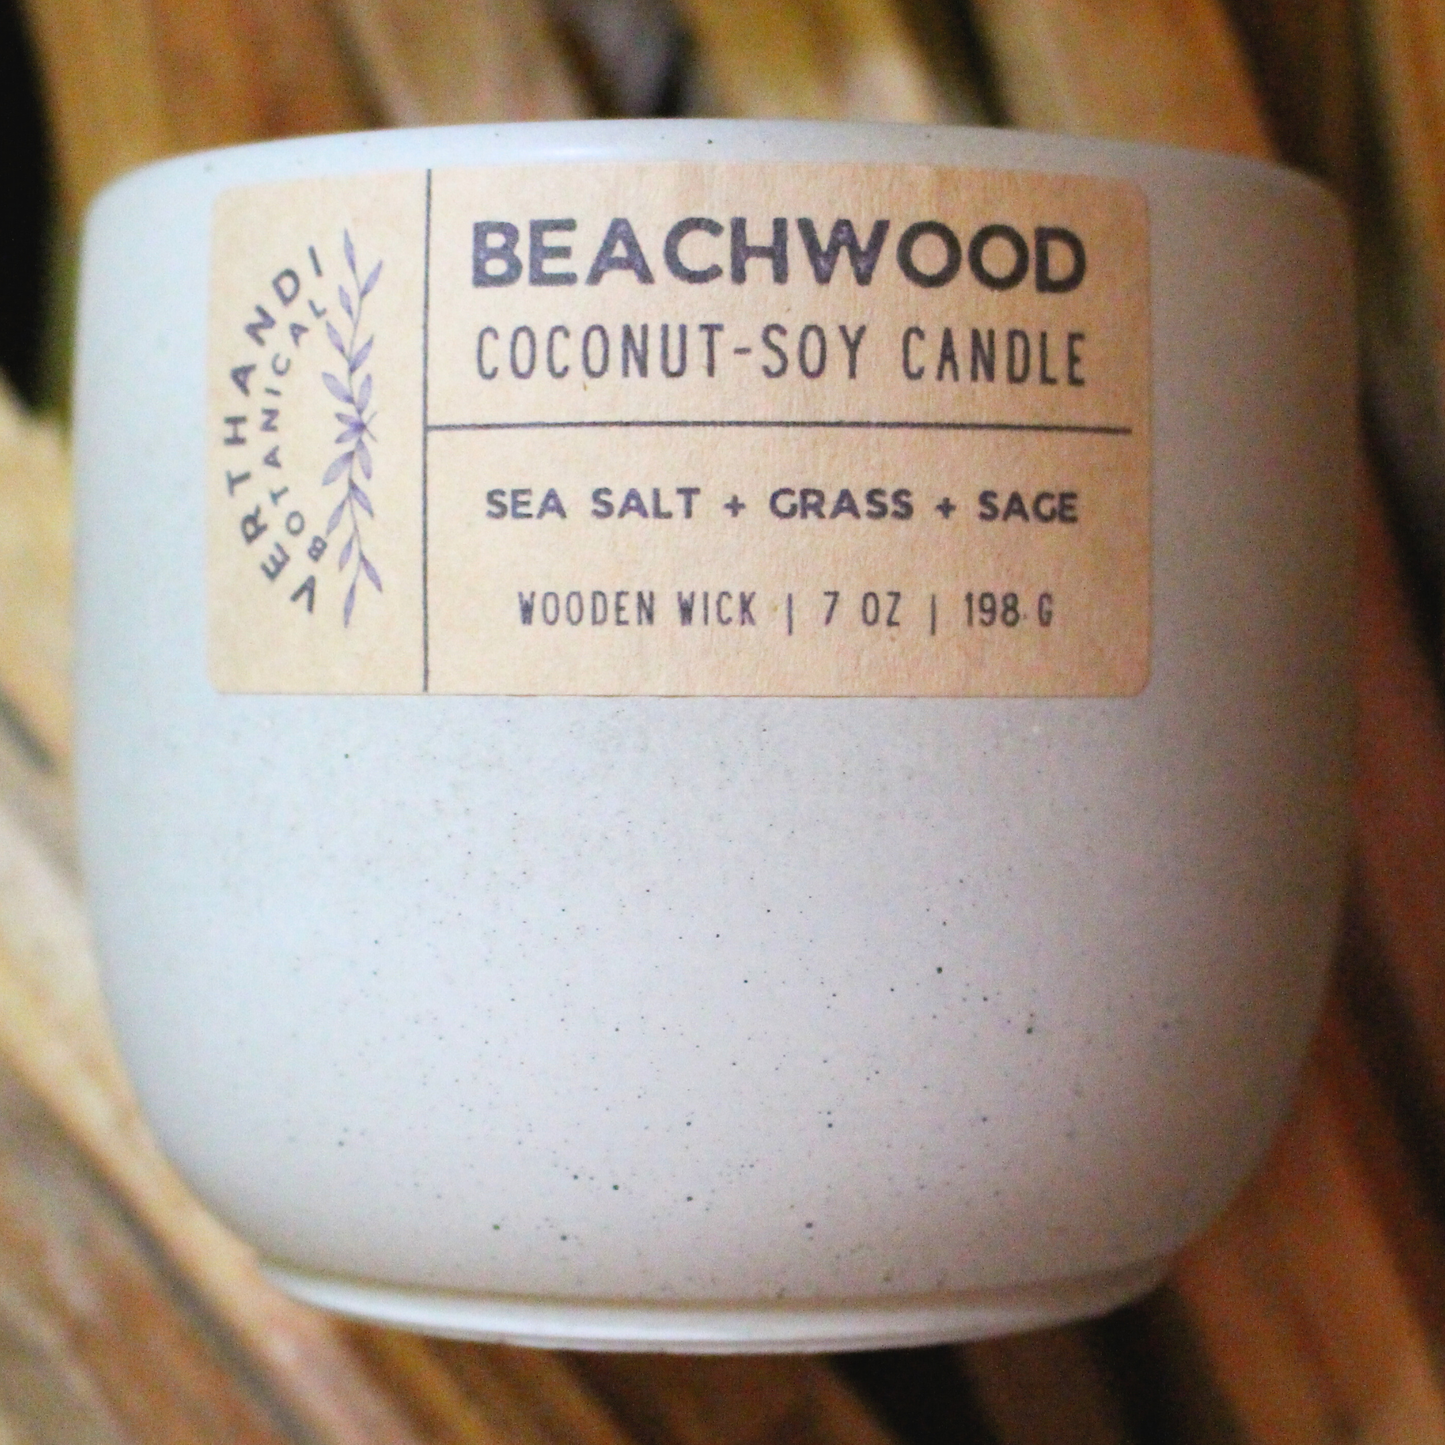 VERTHANDI
BOTANICAL
BEACHWOOD
COCONUT-SOY CANDLE
SEA SALT + GRASS + SAGE
WOODEN WICK | 7 OZ | 198 G